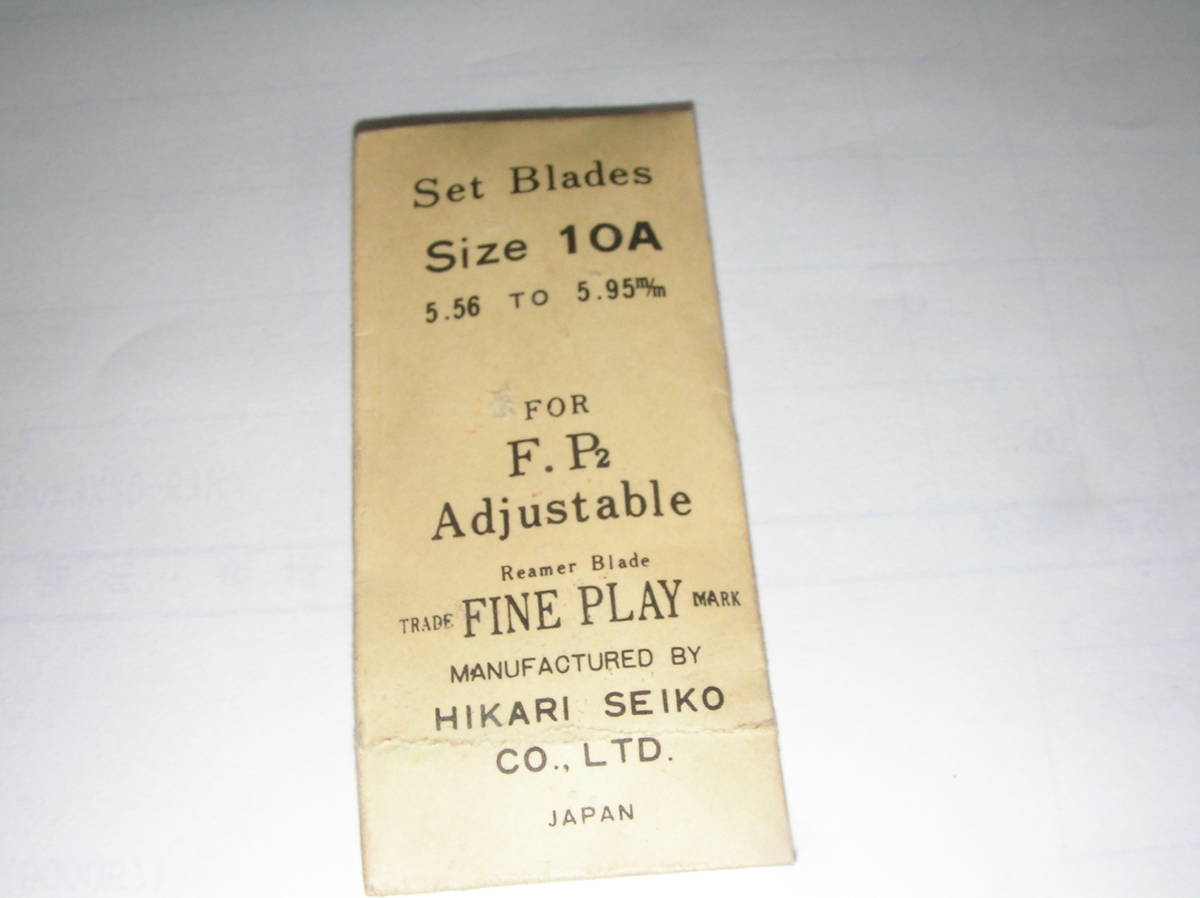 Set Blades
Size 10A
5.56 TO 5.95 m/m
FOR
F. P2
Adjustable
Reamer Blade
TRADE FINE PLAY MARK
MANUFACTURED BY
HIKARI SEIKO
CO., LTD.
JAPAN